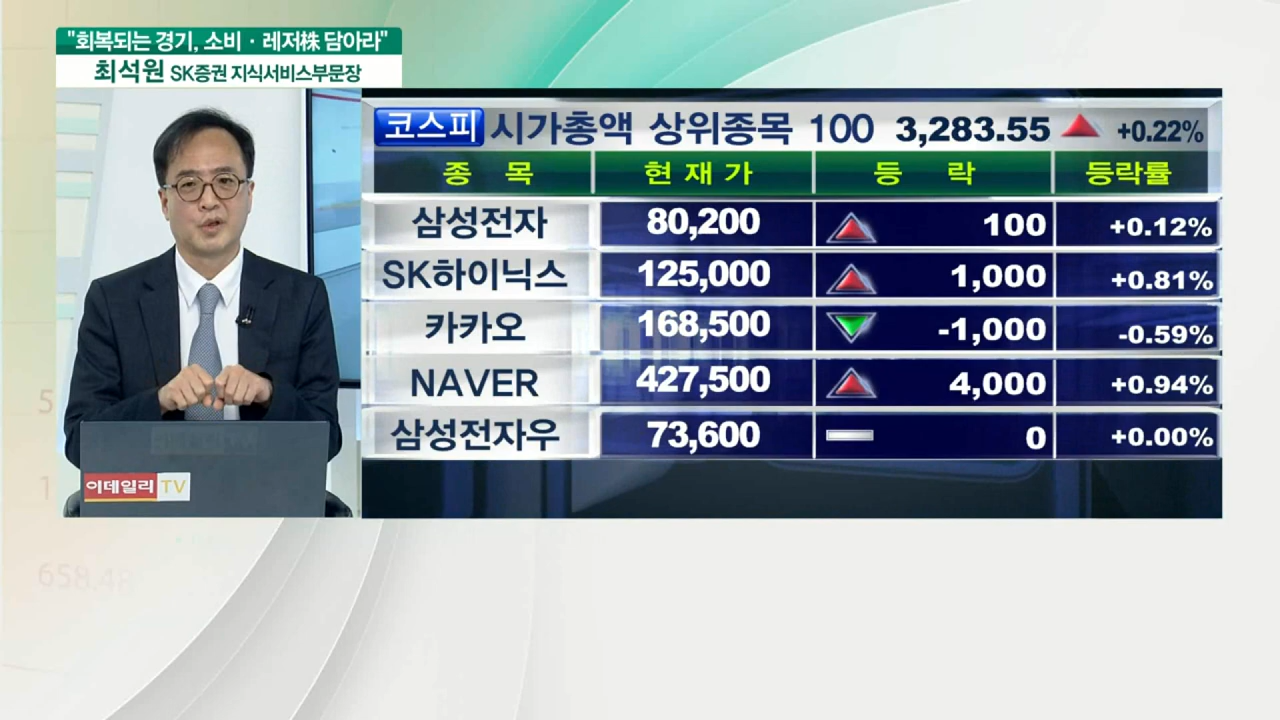 "회복되는 경기, 소비 · 레저株 담아라"
최석원 SK증권 지식서비스부문장
코스피 시가총액 상위종목 100 3,283.55 +0.22%
종 목 현 재 가 등 락 등락률
삼성전자 80,200 100 +0.12%
SK하이닉스 125,000 1,000 +0.81%
카카오 168,500 -1,000 -0.59%
NAVER 427,500 4,000 +0.94%
삼성전자우 73,600 0 +0.00%
이데일리 TV
5
1
658.48